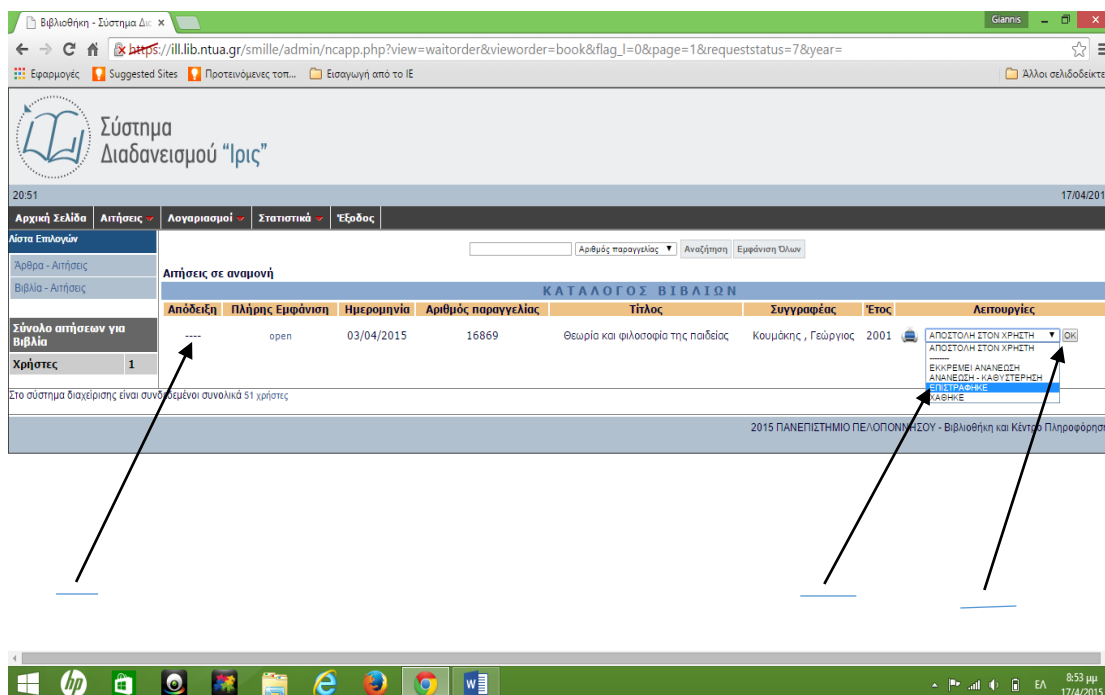 Βιβλιοθήκη - Σύστημα Δια
Giannis
https://ill.lib.ntua.gr/smille/admin/ncapp.php?view=waitorder&vieworder=book&flag_l=0&page=1&requeststatus=7&year=
Εφαρμογές Suggested Sites Προτεινόμενες τοπ... Εισαγωγή από το IE Άλλοι σελιδοδείκτε
Σύστημα
Διαδανεισμού “Ιρις”
20:51 17/04/201
Αρχική Σελίδα Αιτήσεις Λογαριασμοί Στατιστικά Έξοδος
Λίστα Επιλογών
Αριθμός παραγγελίας Αναζήτηση Εμφάνιση Όλων
Άρθρα - Αιτήσεις
Αιτήσεις σε αναμονή
Βιβλία - Αιτήσεις
ΚΑΤΑΛΟΓΟΣ ΒΙΒΛΙΩΝ
Απόδειξη Πλήρης Εμφάνιση Ημερομηνία Αριθμός παραγγελίας Τίτλος Συγγραφέας Έτος Λειτουργίες
Σύνολο αιτήσεων για
Βιβλία
---- open 03/04/2015 16869 Θεωρία και φιλοσοφία της παιδείας Κουμάκης , Γεώργιος 2001 ΑΠΟΣΤΟΛΗ ΣΤΟΝ ΧΡΗΣΤΗ OK
ΑΠΟΣΤΟΛΗ ΣΤΟΝ ΧΡΗΣΤΗ
--------
ΕΚΚΡΕΜΕΙ ΑΝΑΝΕΩΣΗ
ΑΝΑΝΕΩΣΗ - ΚΑΘΥΣΤΕΡΗΣΗ
ΕΠΙΣΤΡΑΦΗΚΕ
ΧΑΘΗΚΕ
Χρήστες 1
Στο σύστημα διαχείρισης είναι συνδεδεμένοι συνολικά 51 χρήστες
2015 ΠΑΝΕΠΙΣΤΗΜΙΟ ΠΕΛΟΠΟΝΝΗΣΟΥ - Βιβλιοθήκη και Κέντρο Πληροφόρησ
hp
ΕΛ
8:53 μμ
17/4/2015